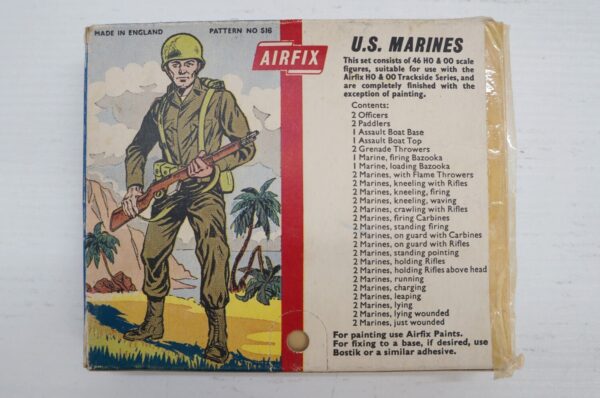 MADE IN ENGLAND
PATTERN NO S16
AIRFIX
U.S. MARINES
This set consists of 46 HO & OO scale
figures, suitable for use with the
Airfix HO & OO Trackside Series, and
are completely finished with the
exception of painting.
Contents:
2 Officers
2 Paddlers
1 Assault Boat Base
1 Assault Boat Top
2 Grenade Throwers
1 Marine, firing Bazooka
1 Marine, loading Bazooka
2 Marines, with Flame Throwers
2 Marines, kneeling with Rifles
2 Marines, kneeling, firing
2 Marines, kneeling, waving
2 Marines, crawling with Rifles
2 Marines, firing Carbines
2 Marines, standing firing
2 Marines, on guard with Carbines
2 Marines, on guard with Rifles
2 Marines, standing pointing
2 Marines, holding Rifles
2 Marines, holding Rifles above head
2 Marines, running
2 Marines, charging
2 Marines, leaping
2 Marines, lying
2 Marines, lying wounded
2 Marines, just wounded
For painting use Airfix Paints.
For fixing to a base, if desired, use
Bostik or a similar adhesive.